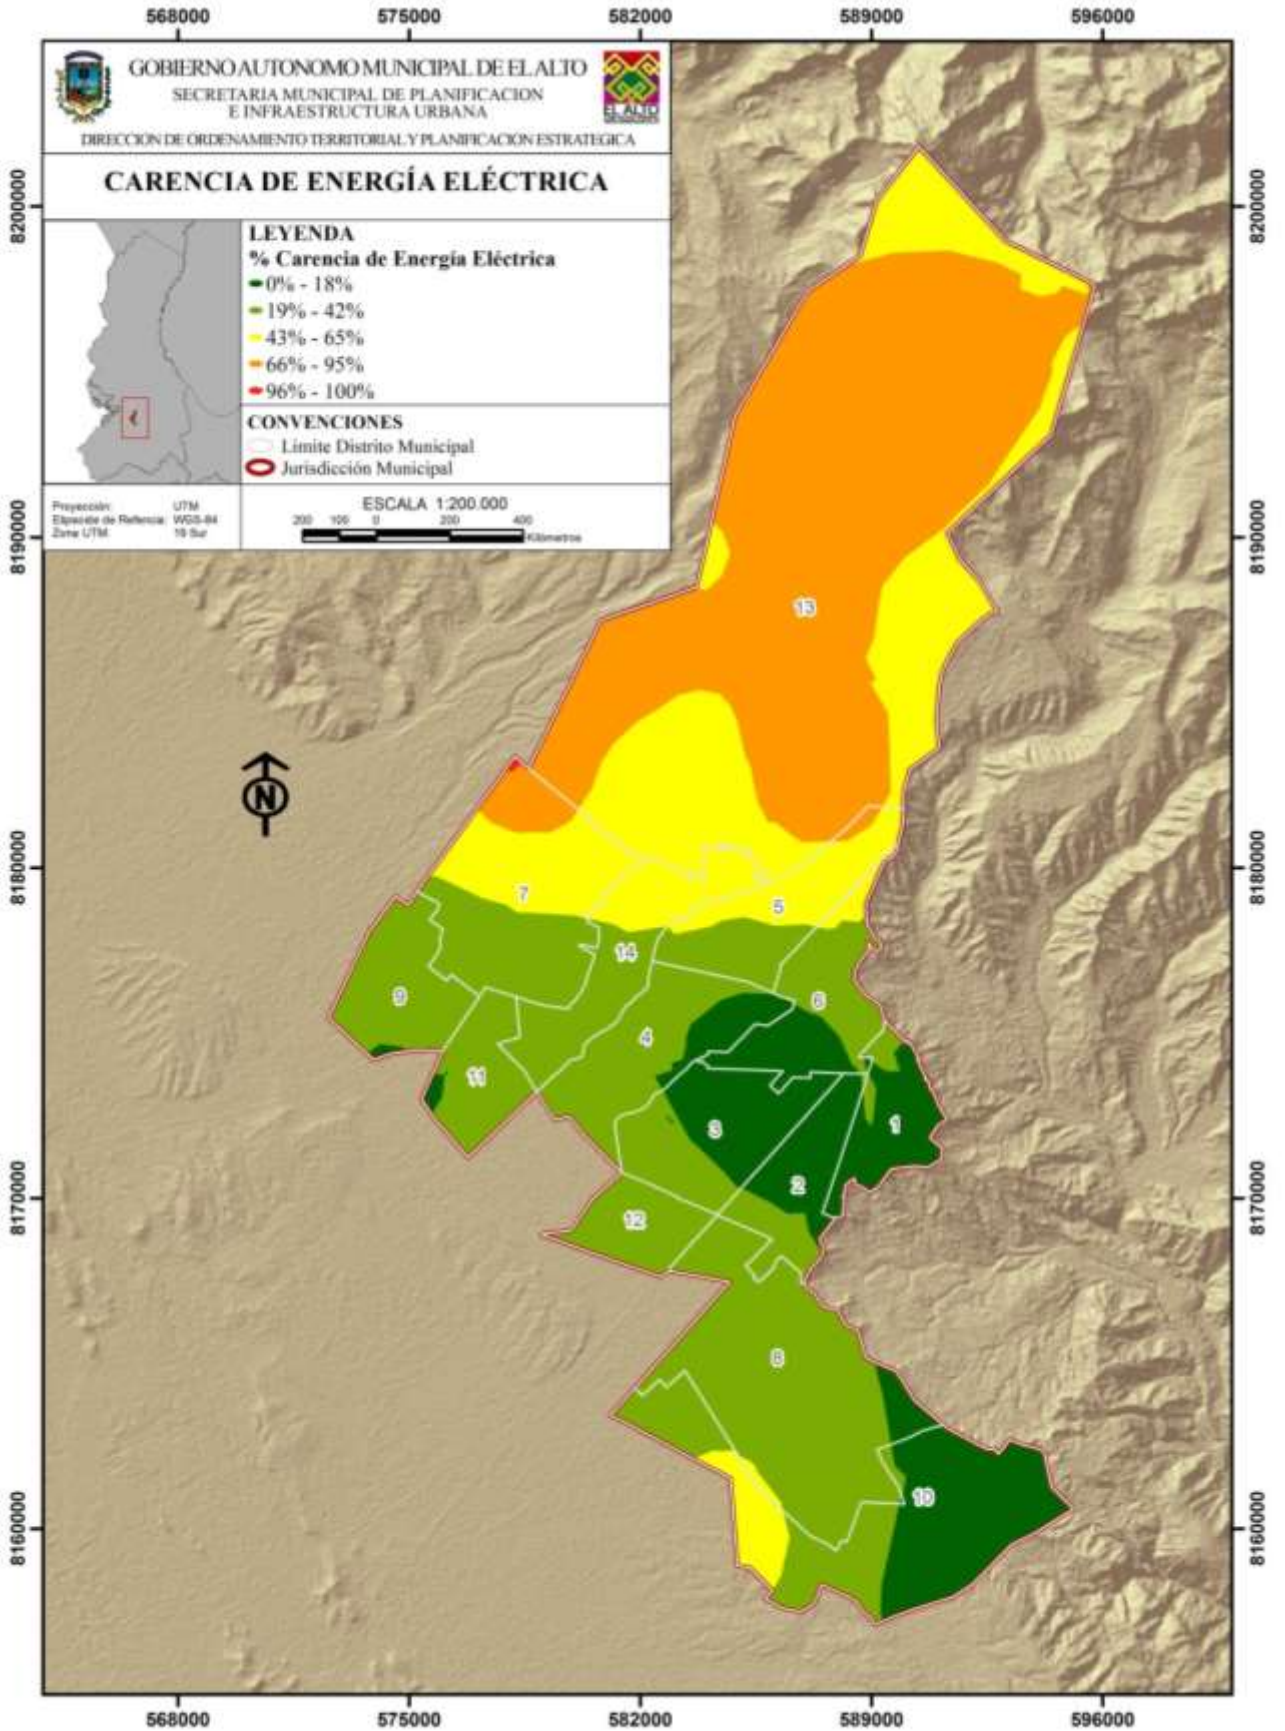 568000 575000 582000 589000 596000
GOBIERNO AUTONOMO MUNICIPAL DE EL ALTO
SECRETARIA MUNICIPAL DE PLANIFICACION
E INFRAESTRUCTURA URBANA
EL ALTO
DIRECCION DE ORDENAMIENTO TERRITORIAL Y PLANIFICACION ESTRATEGICA
CARENCIA DE ENERGÍA ELÉCTRICA
8200000 8200000
LEYENDA
% Carencia de Energía Eléctrica
0% - 18%
19% - 42%
43% - 65%
66% - 95%
96% - 100%
CONVENCIONES
Límite Distrito Municipal
Jurisdicción Municipal
Proyección: UTM
Elipsoide de Refencia: WGS-84
Zona UTM: 19 Sur
ESCALA 1:200.000
200 100 0 200 400
Kilómetros
8190000 8190000
13
N
8180000 8180000
7
5
14
9
6
4
11
3
1
2
8170000 8170000
12
8
10
8160000 8160000
568000 575000 582000 589000 596000